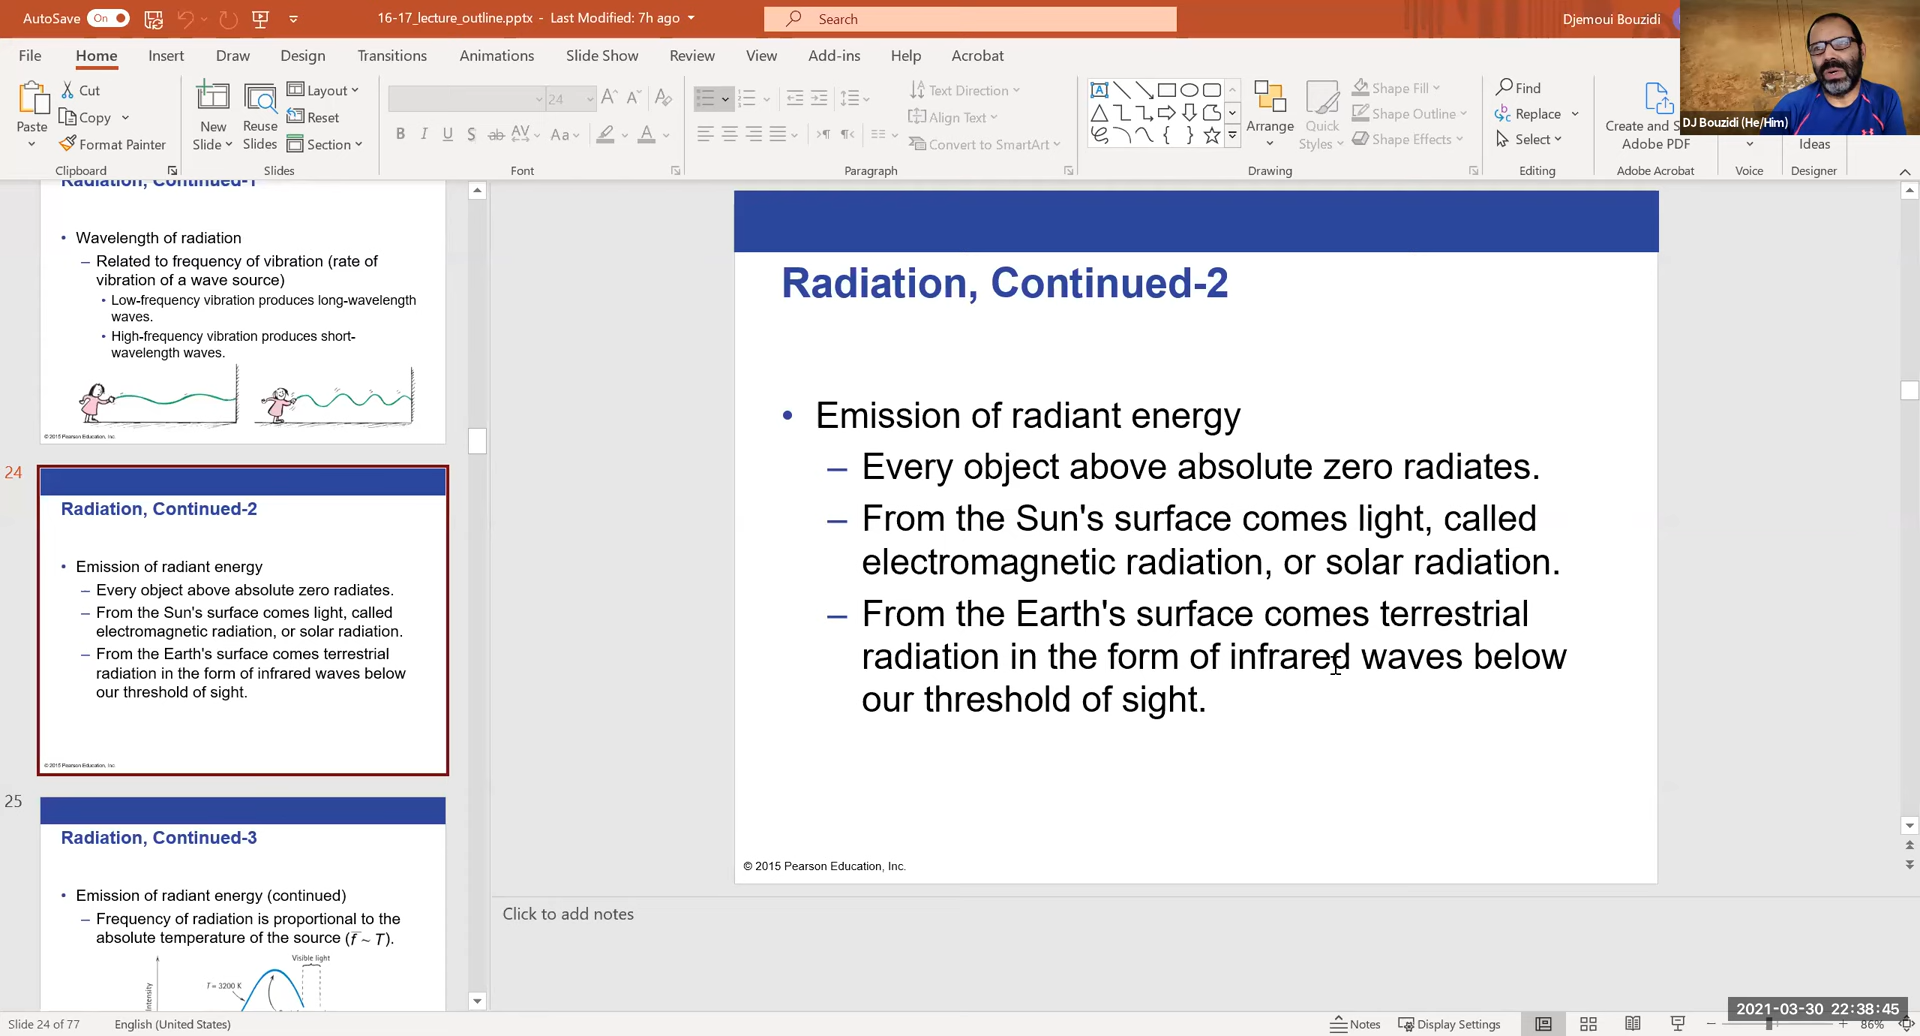 AutoSave On 16-17_lecture_outline.pptx - Last Modified: 7h ago Search Djemoui Bouzidi
File Home Insert Draw Design Transitions Animations Slide Show Review View Add-ins Help Acrobat
Paste Cut Copy Format Painter
Clipboard
New Slide Reuse Slides Layout Reset Section
Slides
24
B I U S ab AV Aa A
Font
Text Direction
Align Text
Convert to SmartArt
Paragraph
Arrange Quick Styles Shape Fill Shape Outline Shape Effects
Drawing
Find
Replace
Select
Editing
Create and S
Adobe PDF
Adobe Acrobat
Voice
Ideas
Designer
DJ Bouzidi (He/Him)
Radiation, Continued-1
• Wavelength of radiation
– Related to frequency of vibration (rate of
vibration of a wave source)
• Low-frequency vibration produces long-wavelength
waves.
• High-frequency vibration produces short-
wavelength waves.
© 2015 Pearson Education, Inc.
24
Radiation, Continued-2
• Emission of radiant energy
– Every object above absolute zero radiates.
– From the Sun's surface comes light, called
electromagnetic radiation, or solar radiation.
– From the Earth's surface comes terrestrial
radiation in the form of infrared waves below
our threshold of sight.
© 2015 Pearson Education, Inc.
25
Radiation, Continued-3
• Emission of radiant energy (continued)
– Frequency of radiation is proportional to the
absolute temperature of the source (f̅ ~ T).
Visible light
T = 3200 K
Intensity
Radiation, Continued-2
• Emission of radiant energy
– Every object above absolute zero radiates.
– From the Sun's surface comes light, called
electromagnetic radiation, or solar radiation.
– From the Earth's surface comes terrestrial
radiation in the form of infrared waves below
our threshold of sight.
© 2015 Pearson Education, Inc.
Click to add notes
2021-03-30 22:38:45
Slide 24 of 77 English (United States) Notes Display Settings 86%